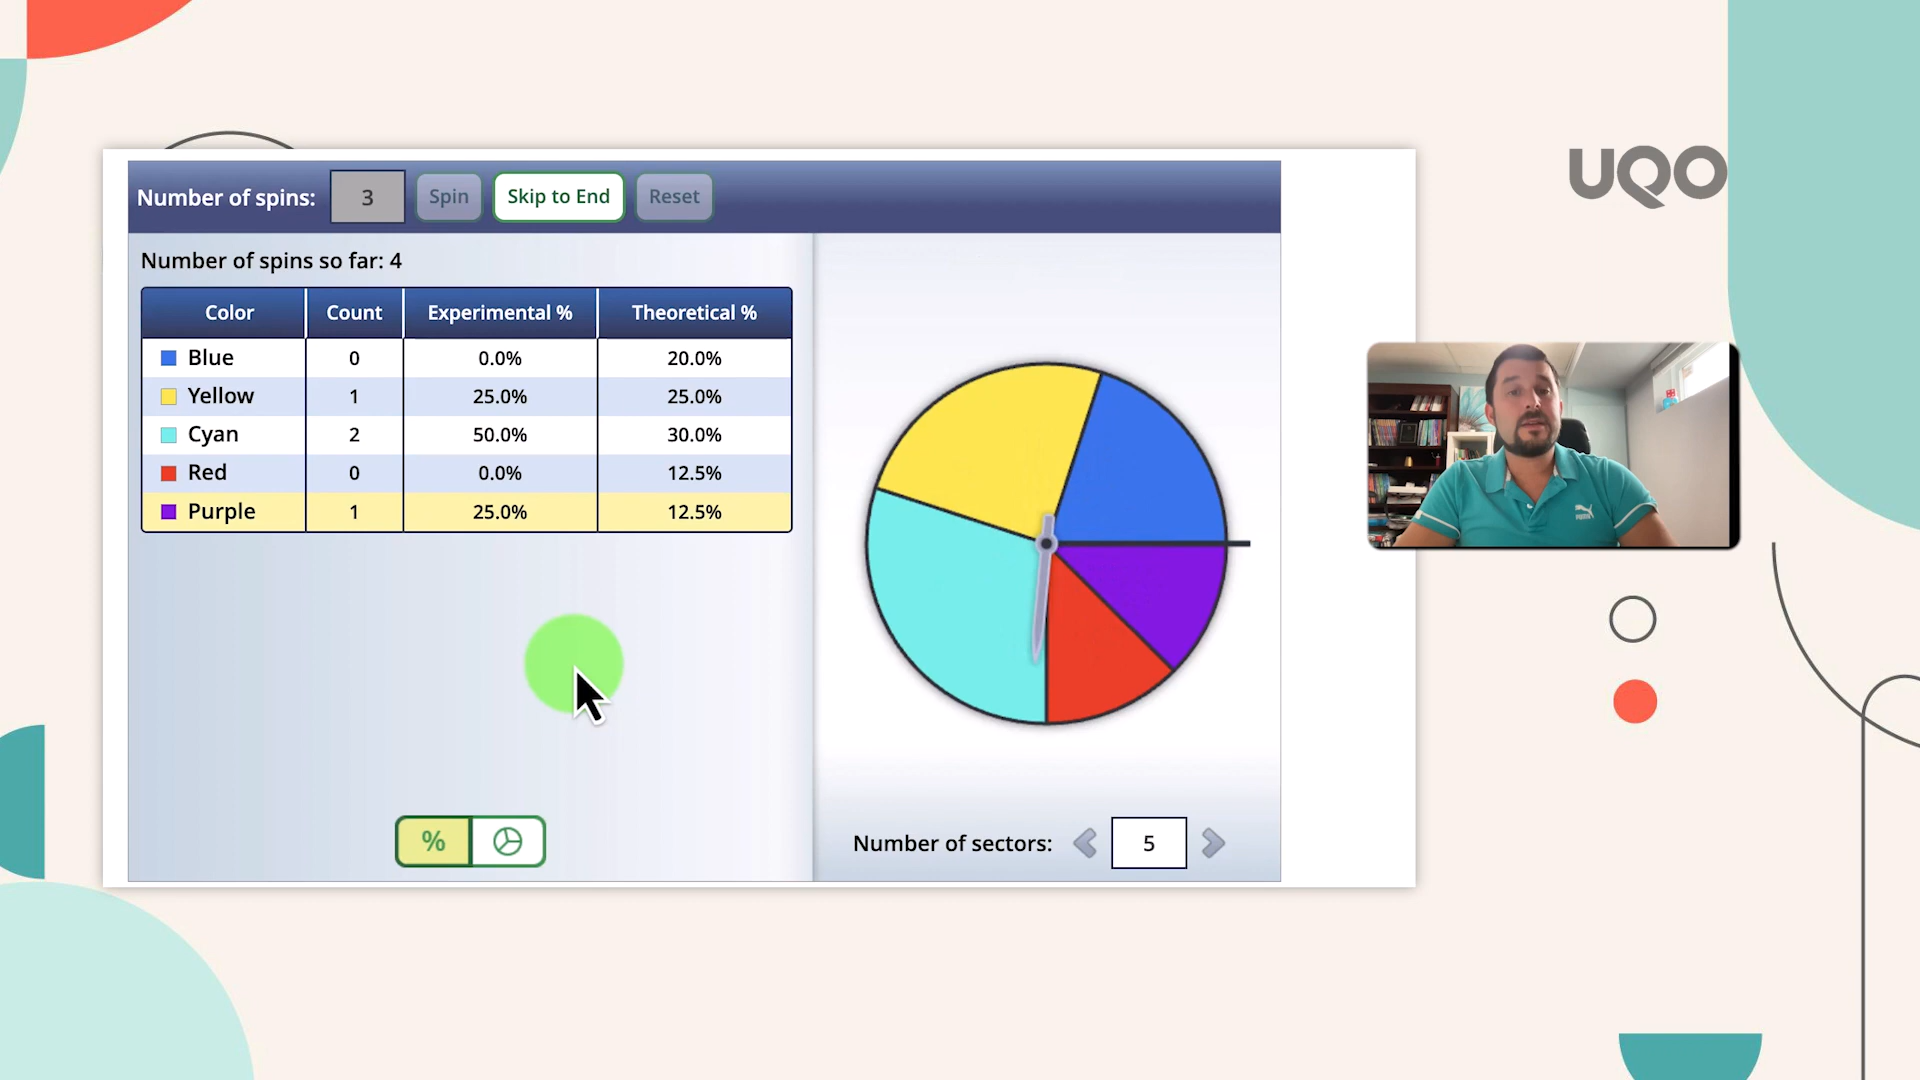 UQO
Number of spins: 3 Spin Skip to End Reset
Number of spins so far: 4
Color Count Experimental % Theoretical %
Blue 0 0.0% 20.0%
Yellow 1 25.0% 25.0%
Cyan 2 50.0% 30.0%
Red 0 0.0% 12.5%
Purple 1 25.0% 12.5%
%
Number of sectors: 5